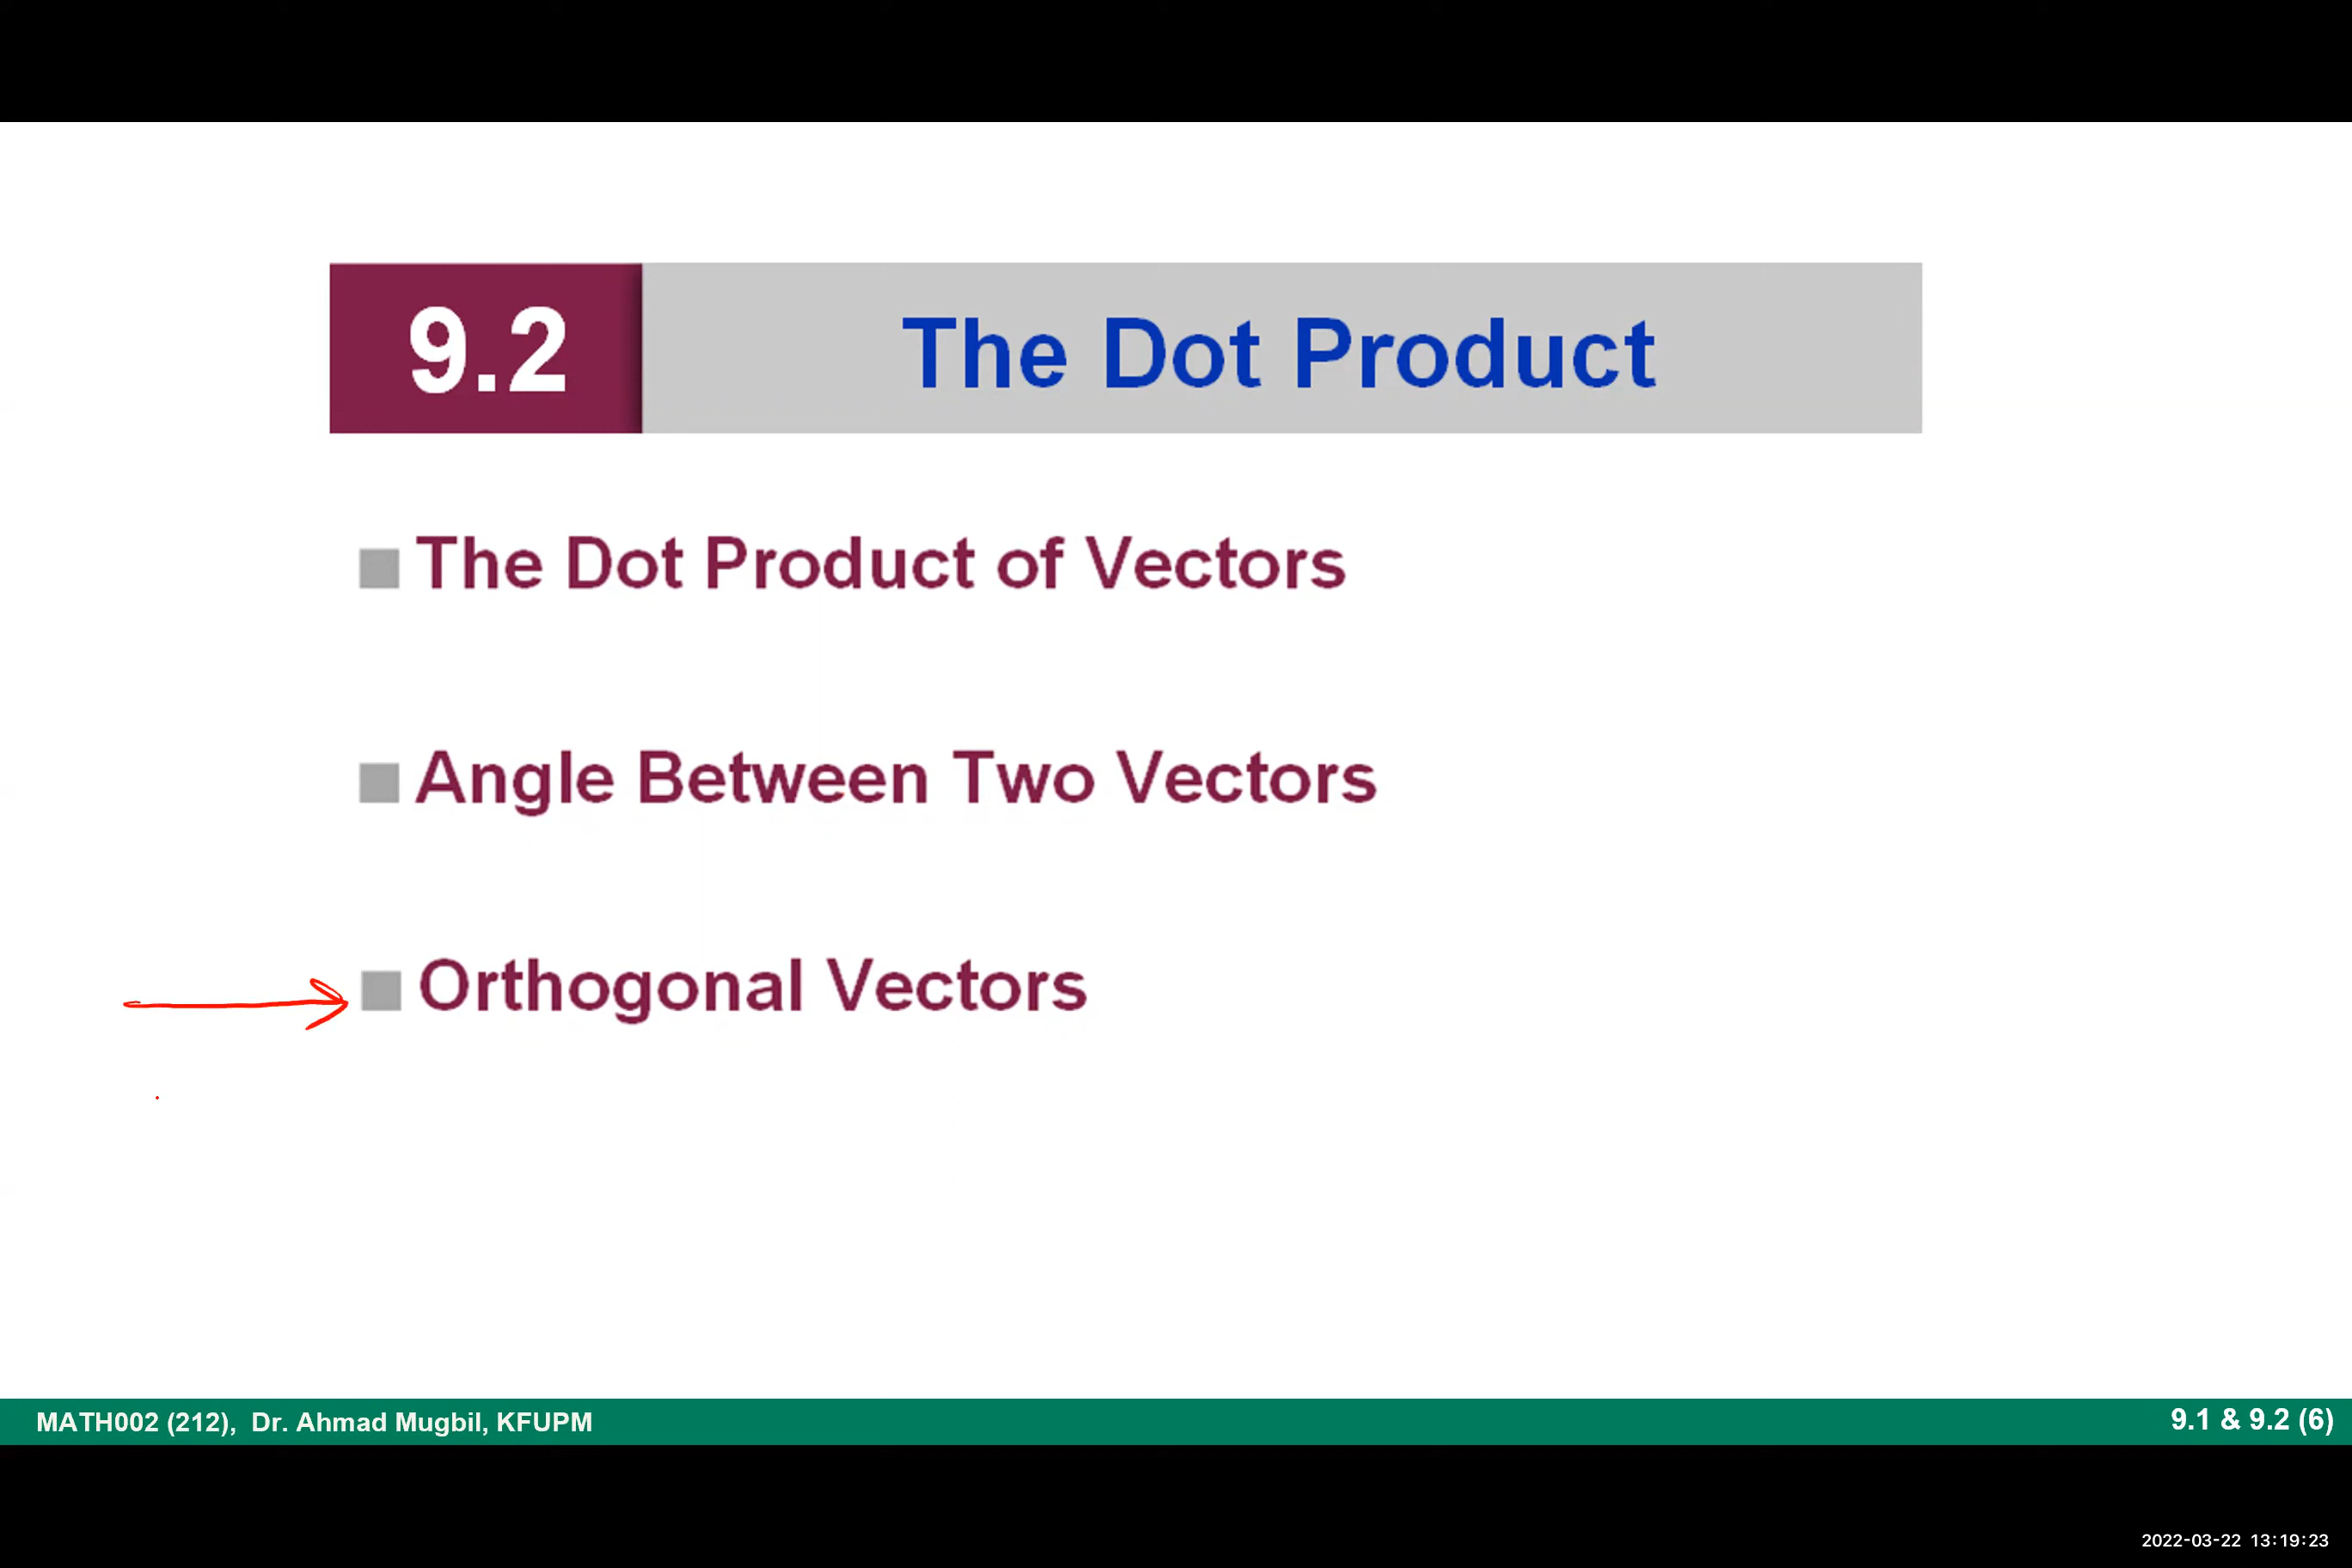 9.2 The Dot Product
The Dot Product of Vectors
Angle Between Two Vectors
Orthogonal Vectors
MATH002 (212), Dr. Ahmad Mugbil, KFUPM
9.1 & 9.2 (6)
2022-03-22 13:19:23